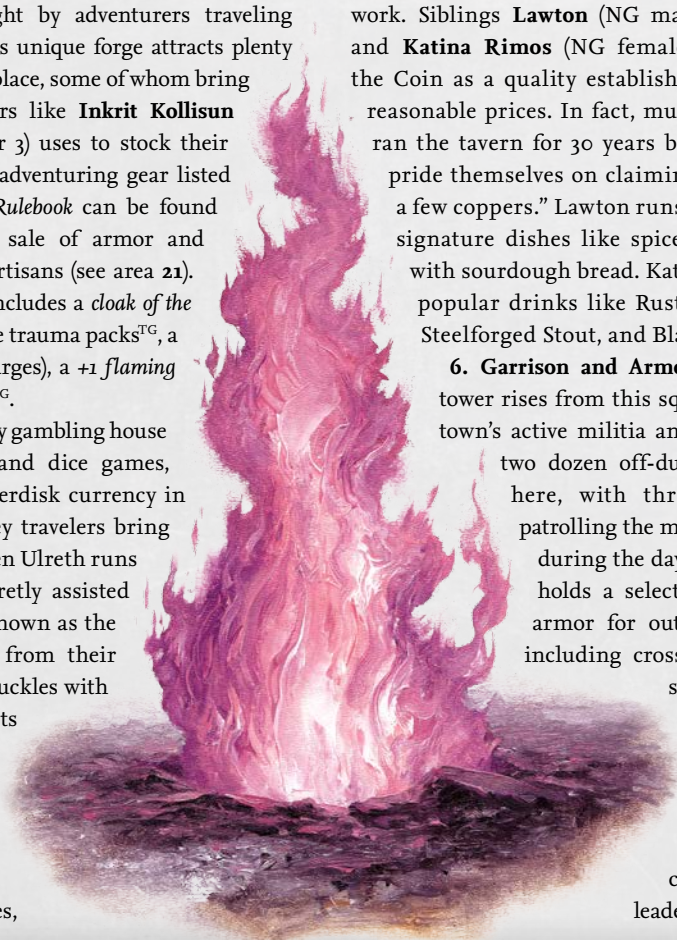 ght by adventurers traveling
s unique forge attracts plenty
place, some of whom bring
rs like Inkrit Kollisun
r 3) uses to stock their
adventuring gear listed
Rulebook can be found
sale of armor and
rtisans (see area 21).
ncludes a cloak of the
e trauma packsTG, a
arges), a +1 flaming
G.
y gambling house
and dice games,
erdisk currency in
ey travelers bring
en Ulreth runs
retly assisted
nown as the
from their
uckles with
ts
es,
work. Siblings Lawton (NG ma
and Katina Rimos (NG female
the Coin as a quality establish
reasonable prices. In fact, mu
ran the tavern for 30 years b
pride themselves on claimin
a few coppers.” Lawton runs
signature dishes like spice
with sourdough bread. Kat
popular drinks like Rust
Steelforged Stout, and Bla
6. Garrison and Armo
tower rises from this sq
town’s active militia an
two dozen off-du
here, with thr
patrolling the m
during the day
holds a select
armor for out
including cross
s
c
leade